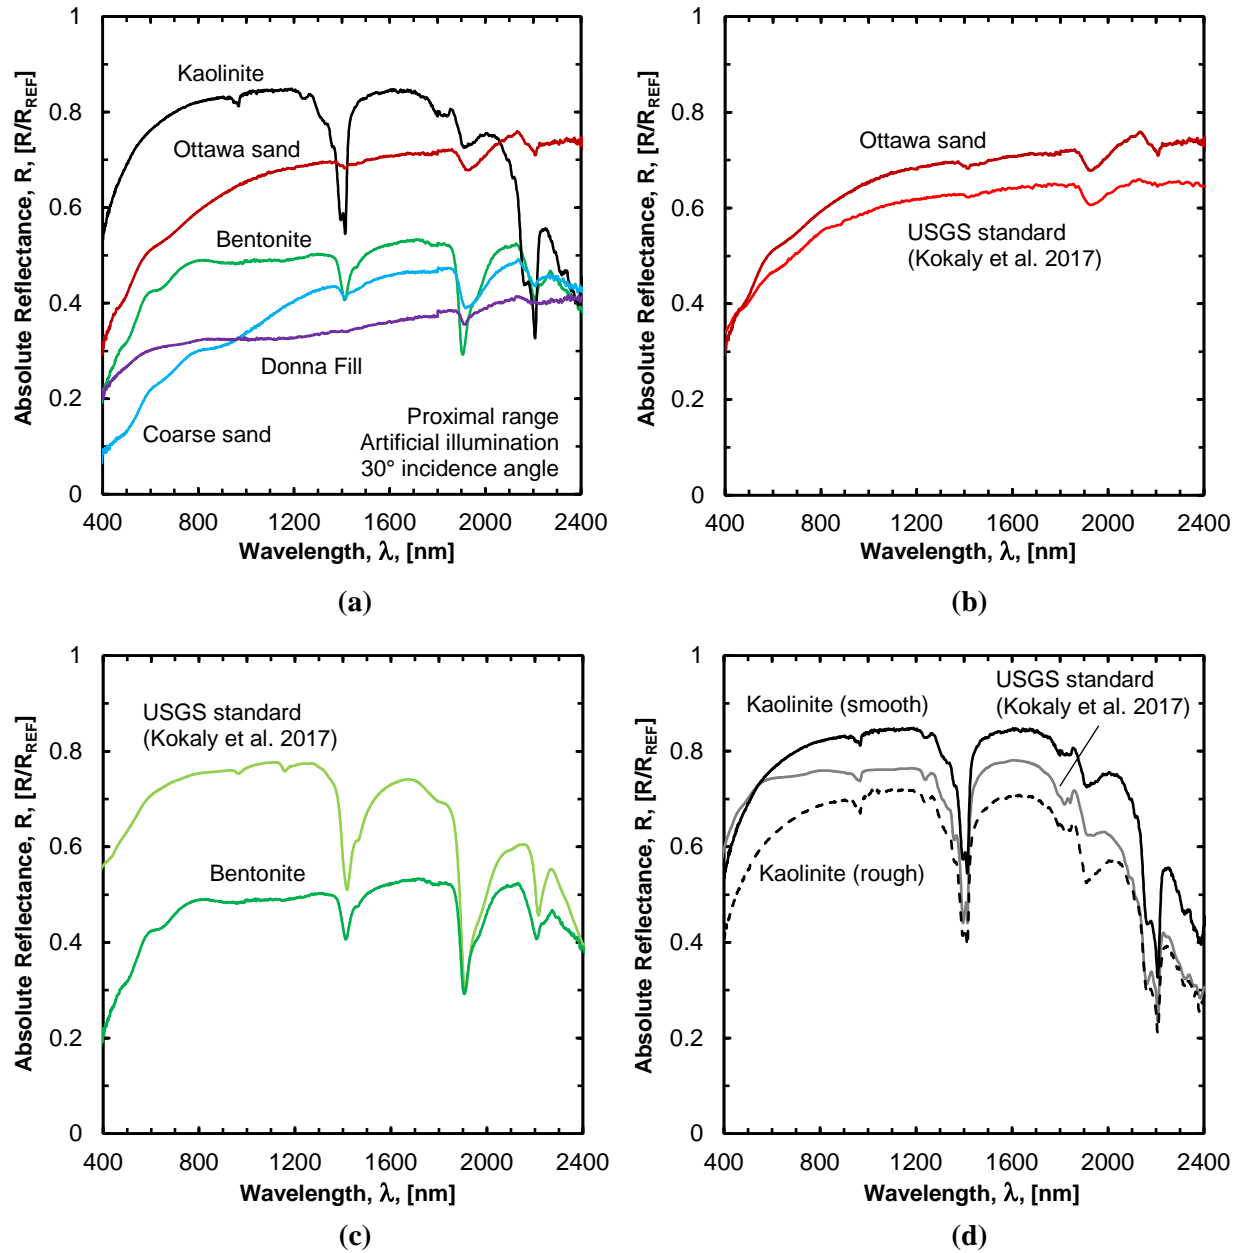 Absolute Reflectance, R, [R/R_REF]
1
0.8
0.6
0.4
0.2
0
Kaolinite
Ottawa sand
Bentonite
Donna Fill
Coarse sand
Proximal range
Artificial illumination
30° incidence angle
400 800 1200 1600 2000 2400
Wavelength, λ, [nm]
(a)
Absolute Reflectance, R, [R/R_REF]
1
0.8
0.6
0.4
0.2
0
Ottawa sand
USGS standard
(Kokaly et al. 2017)
400 800 1200 1600 2000 2400
Wavelength, λ, [nm]
(b)
Absolute Reflectance, R, [R/R_REF]
1
0.8
0.6
0.4
0.2
0
USGS standard
(Kokaly et al. 2017)
Bentonite
400 800 1200 1600 2000 2400
Wavelength, λ, [nm]
(c)
Absolute Reflectance, R, [R/R_REF]
1
0.8
0.6
0.4
0.2
0
USGS standard
(Kokaly et al. 2017)
Kaolinite (smooth)
Kaolinite (rough)
400 800 1200 1600 2000 2400
Wavelength, λ, [nm]
(d)